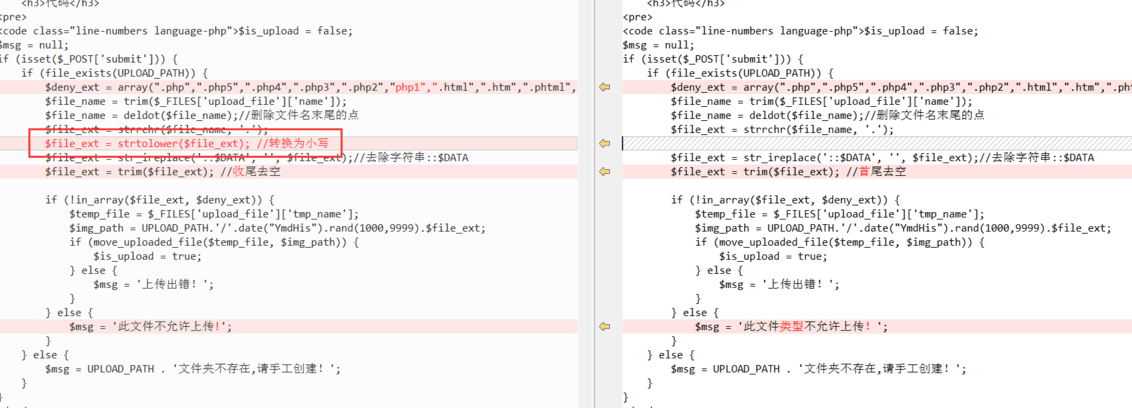 <h3>代码</h3>
<pre>
<code class="line-numbers language-php">$is_upload = false;
$msg = null;
if (isset($_POST['submit'])) {
if (file_exists(UPLOAD_PATH)) {
$deny_ext = array(".php",".php5",".php4",".php3",".php2","php1",".html",".htm",".phtml",
$file_name = trim($_FILES['upload_file']['name']);
$file_name = deldot($file_name);//删除文件名末尾的点
$file_ext = strrchr($file_name, '.');
$file_ext = strtolower($file_ext); //转换为小写
$file_ext = str_ireplace('::$DATA', '', $file_ext);//去除字符串::$DATA
$file_ext = trim($file_ext); //收尾去空
if (!in_array($file_ext, $deny_ext)) {
$temp_file = $_FILES['upload_file']['tmp_name'];
$img_path = UPLOAD_PATH.'/'.date("YmdHis").rand(1000,9999).$file_ext;
if (move_uploaded_file($temp_file, $img_path)) {
$is_upload = true;
} else {
$msg = '上传出错！';
}
} else {
$msg = '此文件不允许上传!';
}
} else {
$msg = UPLOAD_PATH . '文件夹不存在,请手工创建！';
}
}
<h3>代码</h3>
<pre>
<code class="line-numbers language-php">$is_upload = false;
$msg = null;
if (isset($_POST['submit'])) {
if (file_exists(UPLOAD_PATH)) {
$deny_ext = array(".php",".php5",".php4",".php3",".php2",".html",".htm",".pht
$file_name = trim($_FILES['upload_file']['name']);
$file_name = deldot($file_name);//删除文件名末尾的点
$file_ext = strrchr($file_name, '.');
$file_ext = str_ireplace('::$DATA', '', $file_ext);//去除字符串::$DATA
$file_ext = trim($file_ext); //首尾去空
if (!in_array($file_ext, $deny_ext)) {
$temp_file = $_FILES['upload_file']['tmp_name'];
$img_path = UPLOAD_PATH.'/'.date("YmdHis").rand(1000,9999).$file_ext;
if (move_uploaded_file($temp_file, $img_path)) {
$is_upload = true;
} else {
$msg = '上传出错！';
}
} else {
$msg = '此文件类型不允许上传！';
}
} else {
$msg = UPLOAD_PATH . '文件夹不存在,请手工创建！';
}
}